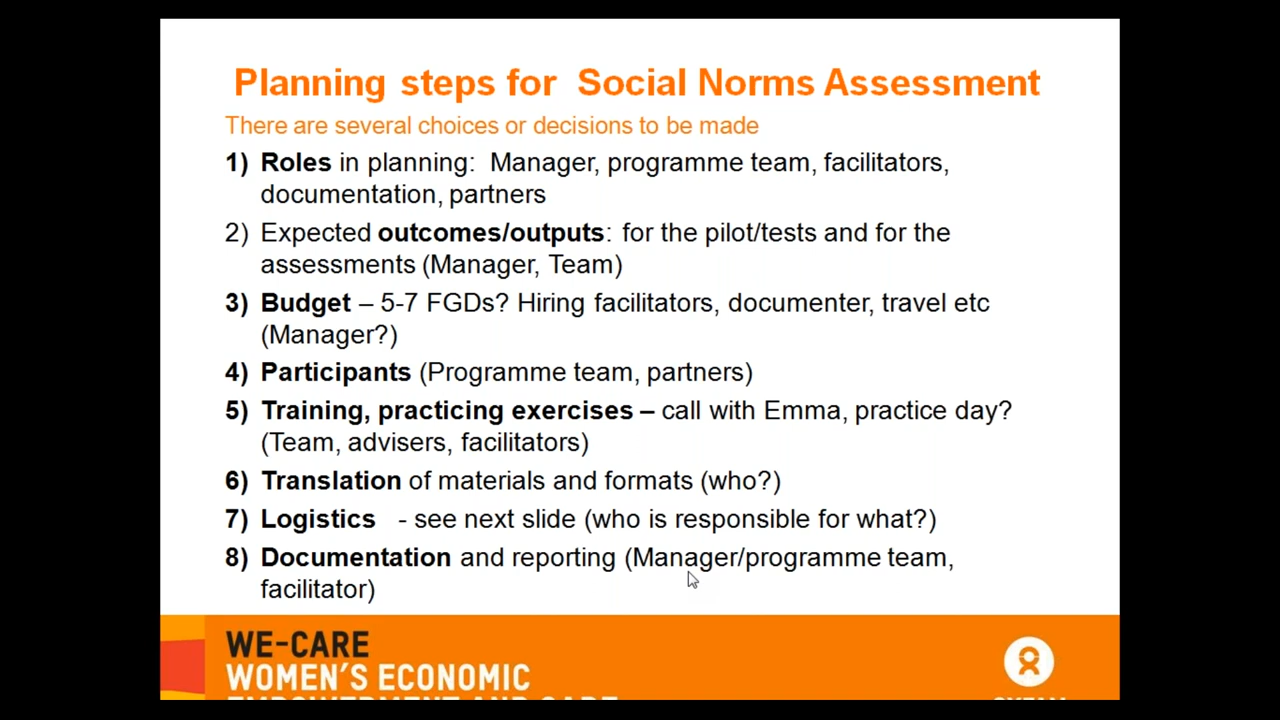 Planning steps for Social Norms Assessment
There are several choices or decisions to be made
1) Roles in planning: Manager, programme team, facilitators,
documentation, partners
2) Expected outcomes/outputs: for the pilot/tests and for the
assessments (Manager, Team)
3) Budget – 5-7 FGDs? Hiring facilitators, documenter, travel etc
(Manager?)
4) Participants (Programme team, partners)
5) Training, practicing exercises – call with Emma, practice day?
(Team, advisers, facilitators)
6) Translation of materials and formats (who?)
7) Logistics - see next slide (who is responsible for what?)
8) Documentation and reporting (Manager/programme team,
facilitator)
WE-CARE
WOMEN'S ECONOMIC
EMPOWERMENT AND CARE
OXFAM